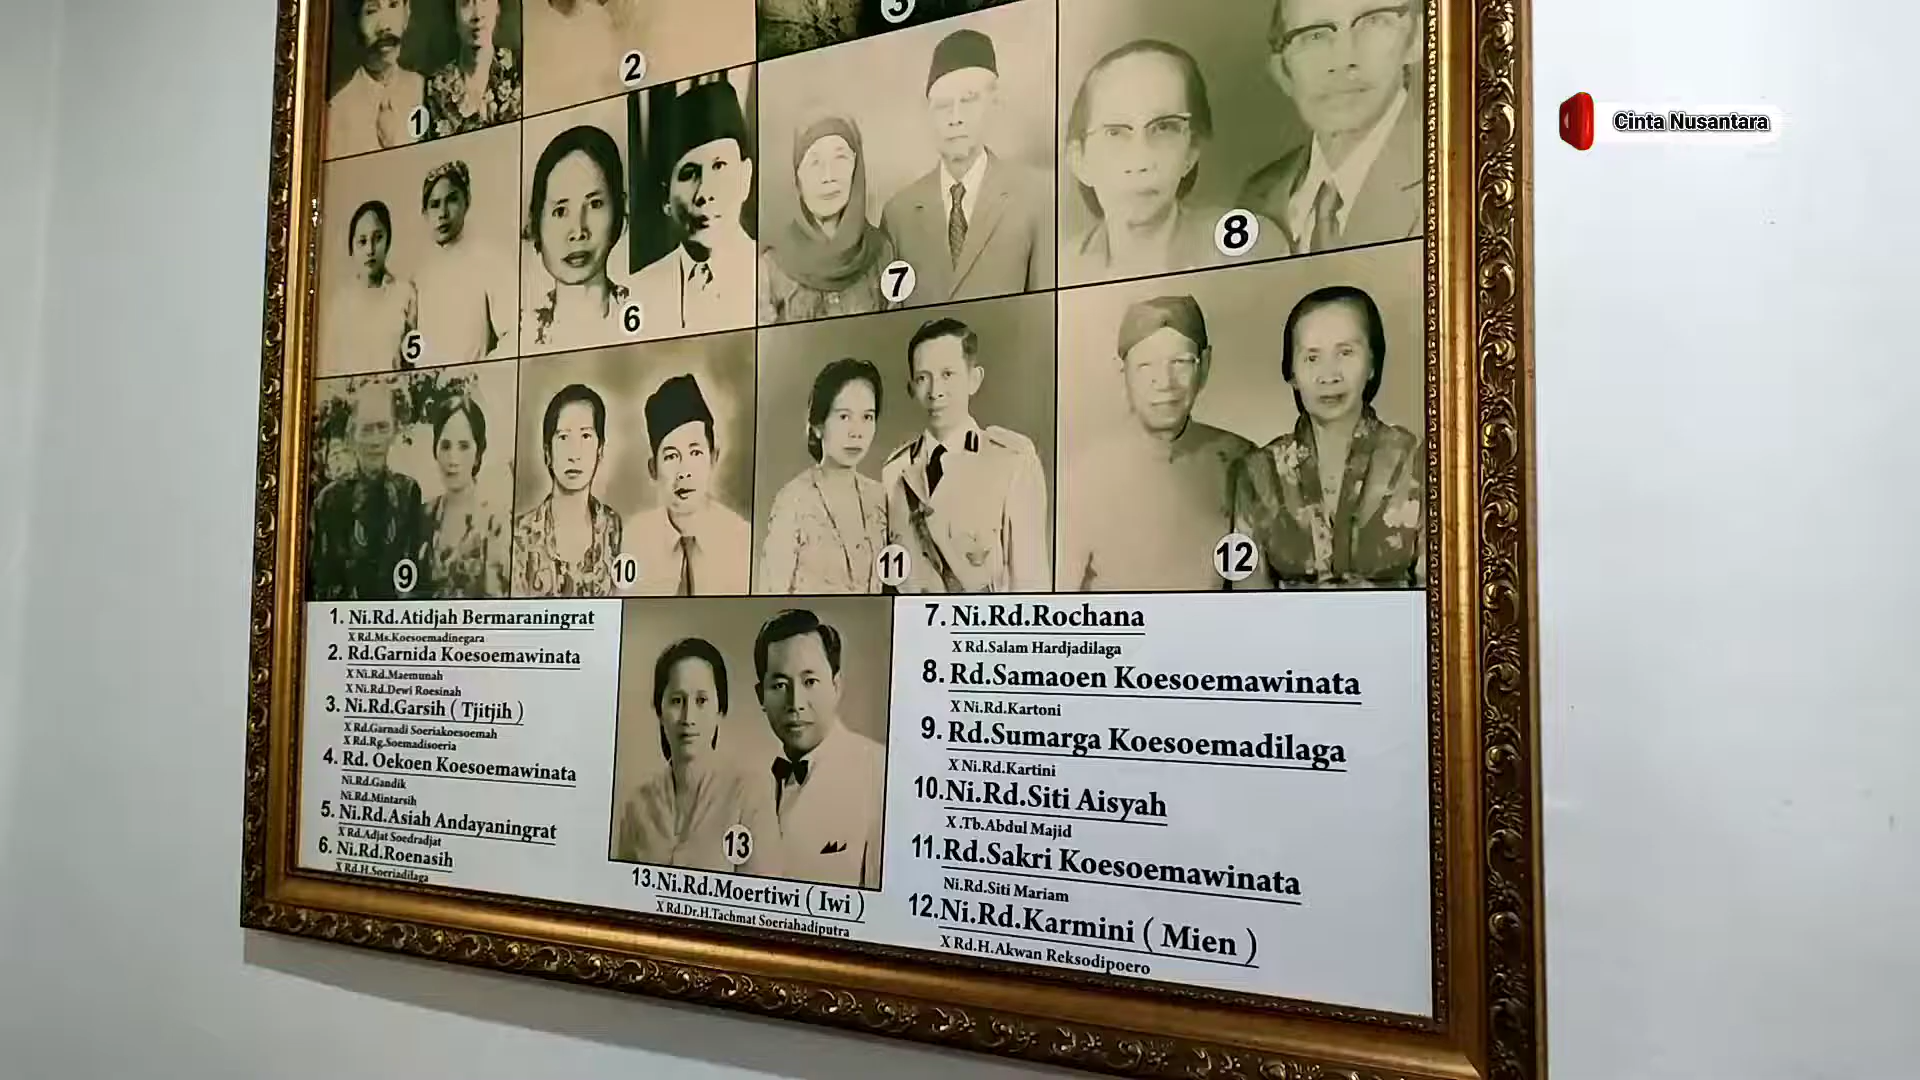 3
2
1
8
7
6
5
12
11
10
9
13
Cinta Nusantara
1. Ni.Rd.Atidjah Bermaraningrat
X Rd.Ms.Koesoemadinegara
2. Rd.Garnida Koesoemawinata
X Ni.Rd.Maemunah
X Ni.Rd.Dewi Roesinah
3. Ni.Rd.Garsih ( Tjitjih )
X Rd.Garnadi Soeriakoesoemah
X Rd.Rg.Soemadisoeria
4. Rd. Oekoen Koesoemawinata
Ni.Rd.Gandik
Ni.Rd.Mintarsih
5. Ni.Rd.Asiah Andayaningrat
X Rd.Adjat Soedradjat
6. Ni.Rd.Roenasih
X Rd.H.Soeriadilaga
13.Ni.Rd.Moertiwi ( Iwi )
X Rd.Dr.H.Tachmat Soeriahadiputra
7. Ni.Rd.Rochana
X Rd.Salam Hardjadilaga
8. Rd.Samaoen Koesoemawinata
X Ni.Rd.Kartoni
9. Rd.Sumarga Koesoemadilaga
X Ni.Rd.Kartini
10.Ni.Rd.Siti Aisyah
X .Tb.Abdul Majid
11.Rd.Sakri Koesoemawinata
Ni.Rd.Siti Mariam
12.Ni.Rd.Karmini ( Mien )
X Rd.H.Akwan Reksodipoero